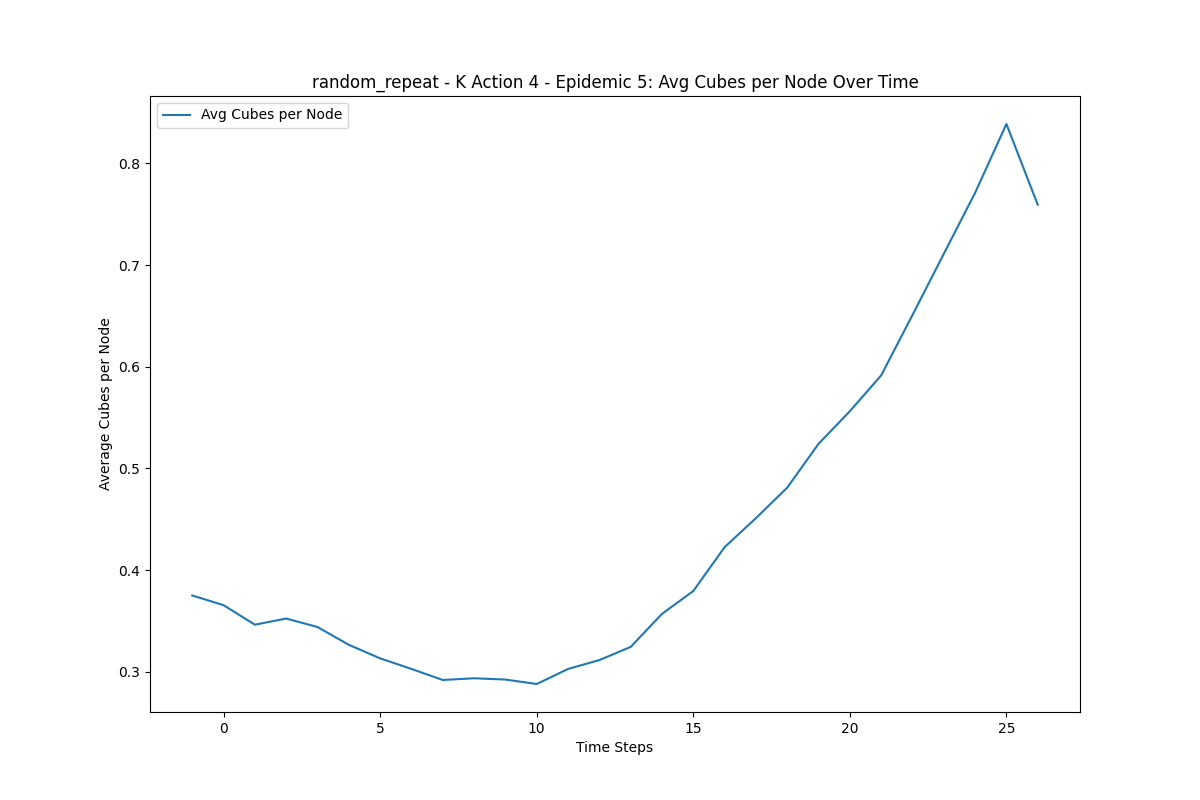 random_repeat - K Action 4 - Epidemic 5: Avg Cubes per Node Over Time
Avg Cubes per Node
Average Cubes per Node
0.8
0.7
0.6
0.5
0.4
0.3
0 5 10 15 20 25
Time Steps